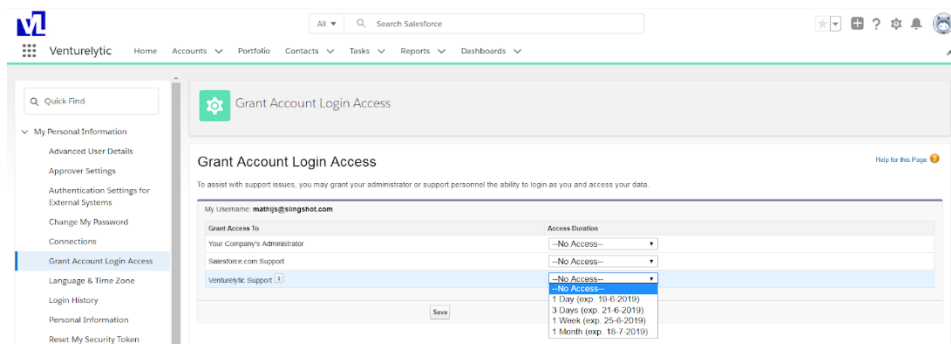 VL
All
Search Salesforce
Venturelytic
Home
Accounts
Portfolio
Contacts
Tasks
Reports
Dashboards
Quick Find
My Personal Information
Advanced User Details
Approver Settings
Authentication Settings for
External Systems
Change My Password
Connections
Grant Account Login Access
Language & Time Zone
Login History
Personal Information
Reset My Security Token
Grant Account Login Access
Grant Account Login Access
Help for this Page
To assist with support issues, you may grant your administrator or support personnel the ability to login as you and access your data.
My Username: mathijs@slingshot.com
Grant Access To Access Duration
Your Company's Administrator --No Access--
Salesforce.com Support --No Access--
Venturelytic Support i --No Access--
--No Access--
1 Day (exp. 19-6-2019)
3 Days (exp. 21-6-2019)
1 Week (exp. 25-6-2019)
1 Month (exp. 18-7-2019)
Save